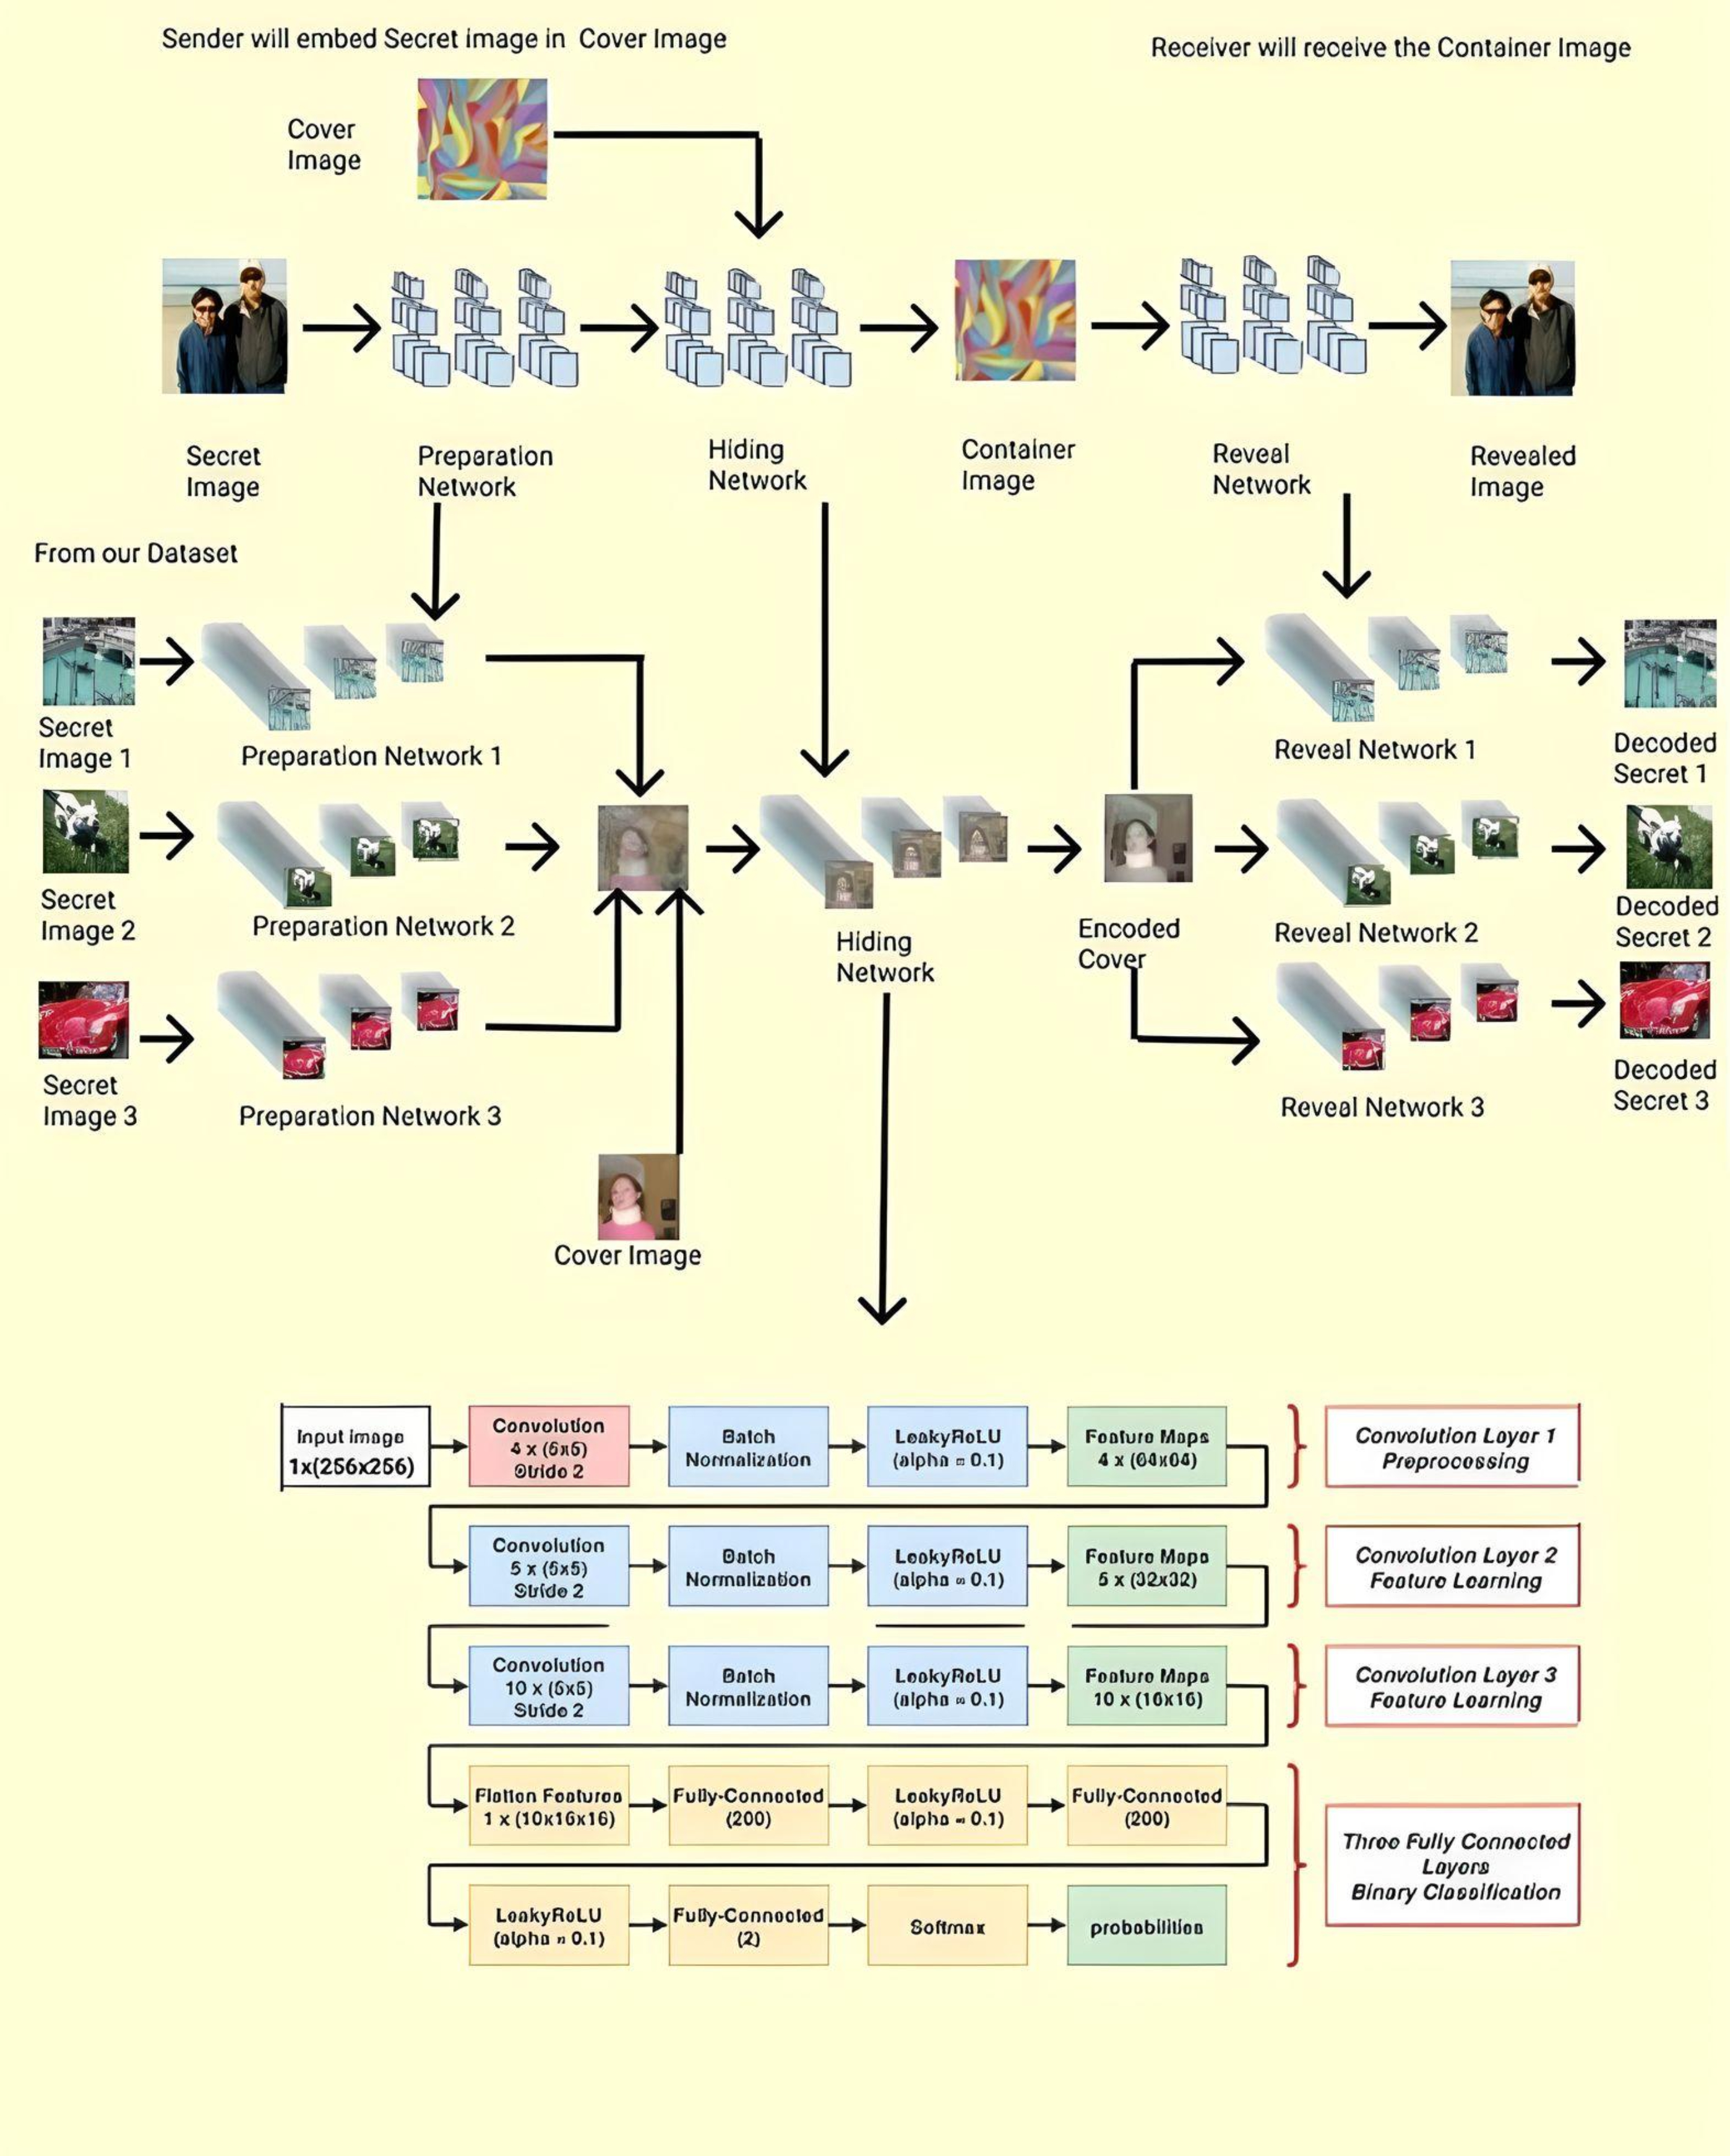 Sender will embed Secret image in Cover Image
Receiver will receive the Container Image
Cover
Image
Secret
Image
Preparation
Network
Hiding
Network
Container
Image
Reveal
Network
Revealed
Image
From our Dataset
Secret
Image 1
Preparation Network 1
Reveal Network 1
Decoded
Secret 1
Secret
Image 2
Preparation Network 2
Hiding
Network
Encoded
Cover
Reveal Network 2
Decoded
Secret 2
Secret
Image 3
Preparation Network 3
Reveal Network 3
Decoded
Secret 3
Cover Image
Input image
1x(256x256)
Convolution
4 x (5x5)
Stride 2
Batch
Normalization
LeakyReLU
(alpha = 0.1)
Feature Maps
4 x (64x64)
Convolution Layer 1
Preprocessing
Convolution
5 x (5x5)
Stride 2
Batch
Normalization
LeakyReLU
(alpha = 0.1)
Feature Maps
5 x (32x32)
Convolution Layer 2
Feature Learning
Convolution
10 x (5x5)
Stride 2
Batch
Normalization
LeakyReLU
(alpha = 0.1)
Feature Maps
10 x (16x16)
Convolution Layer 3
Feature Learning
Flatten Features
1 x (10x16x16)
Fully-Connected
(200)
LeakyReLU
(alpha = 0.1)
Fully-Connected
(200)
Three Fully Connected
Layers
Binary Classification
LeakyReLU
(alpha = 0.1)
Fully-Connected
(2)
Softmax
probabilities